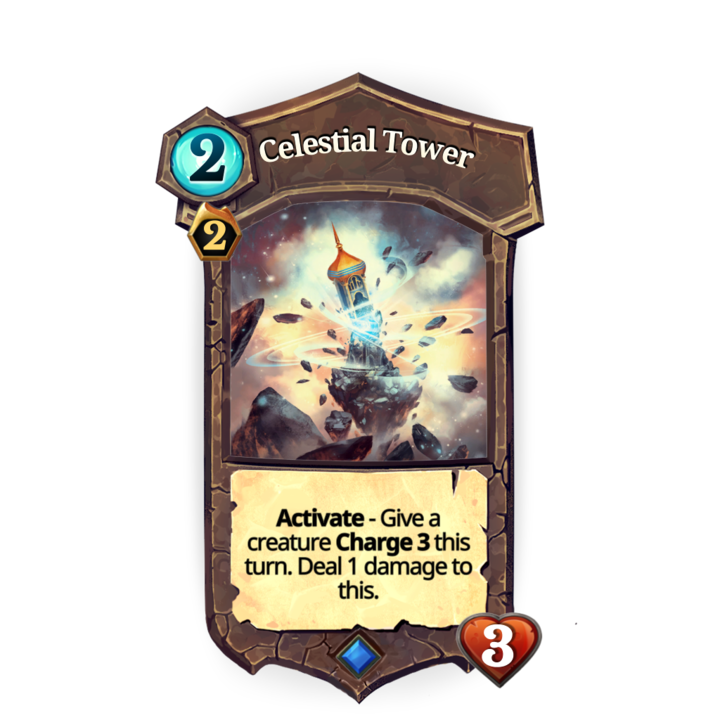 2
Celestial Tower
2
Activate - Give a
creature Charge 3 this
turn. Deal 1 damage to
this.
3